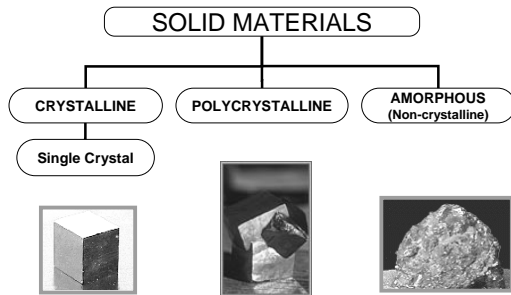 SOLID MATERIALS
CRYSTALLINE
POLYCRYSTALLINE
AMORPHOUS
(Non-crystalline)
Single Crystal